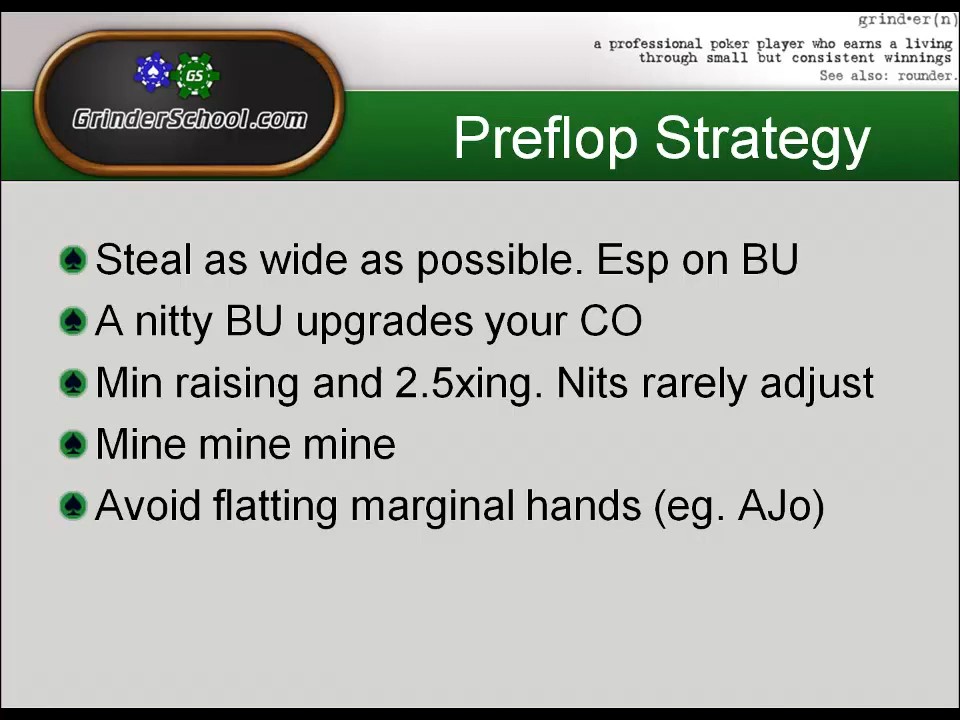 grind•er(n)
a professional poker player who earns a living
through small but consistent winnings
See also: rounder.
GS
GrinderSchool.com
Preflop Strategy
Steal as wide as possible. Esp on BU
A nitty BU upgrades your CO
Min raising and 2.5xing. Nits rarely adjust
Mine mine mine
Avoid flatting marginal hands (eg. AJo)